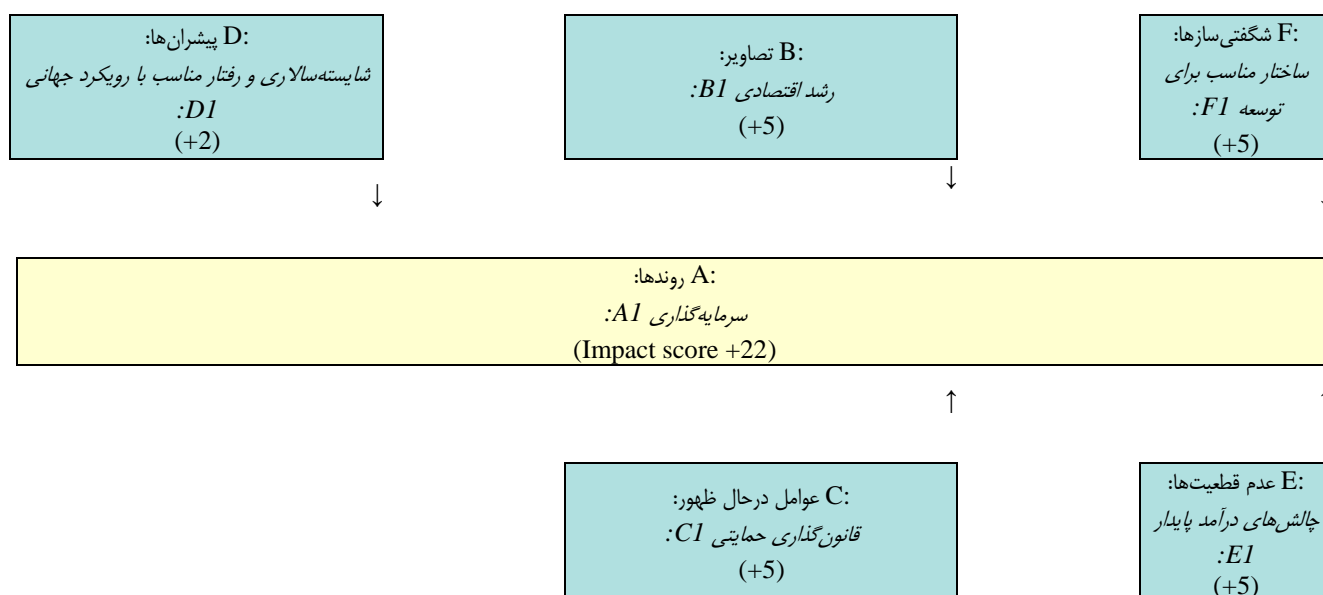 D: پیشران‌ها:
شایسته‌سالاری و رفتار مناسب با رویکرد جهانی
D1:
(+2)
B: تصاویر:
رشد اقتصادی B1:
(+5)
F: شگفتی‌سازها:
ساختار مناسب برای
توسعه F1:
(+5)
↓
↓
A: روندها:
سرمایه‌گذاری A1:
(Impact score +22)
↑
C: عوامل درحال ظهور:
قانون‌گذاری حمایتی C1:
(+5)
E: عدم قطعیت‌ها:
چالش‌های درآمد پایدار
E1:
(+5)